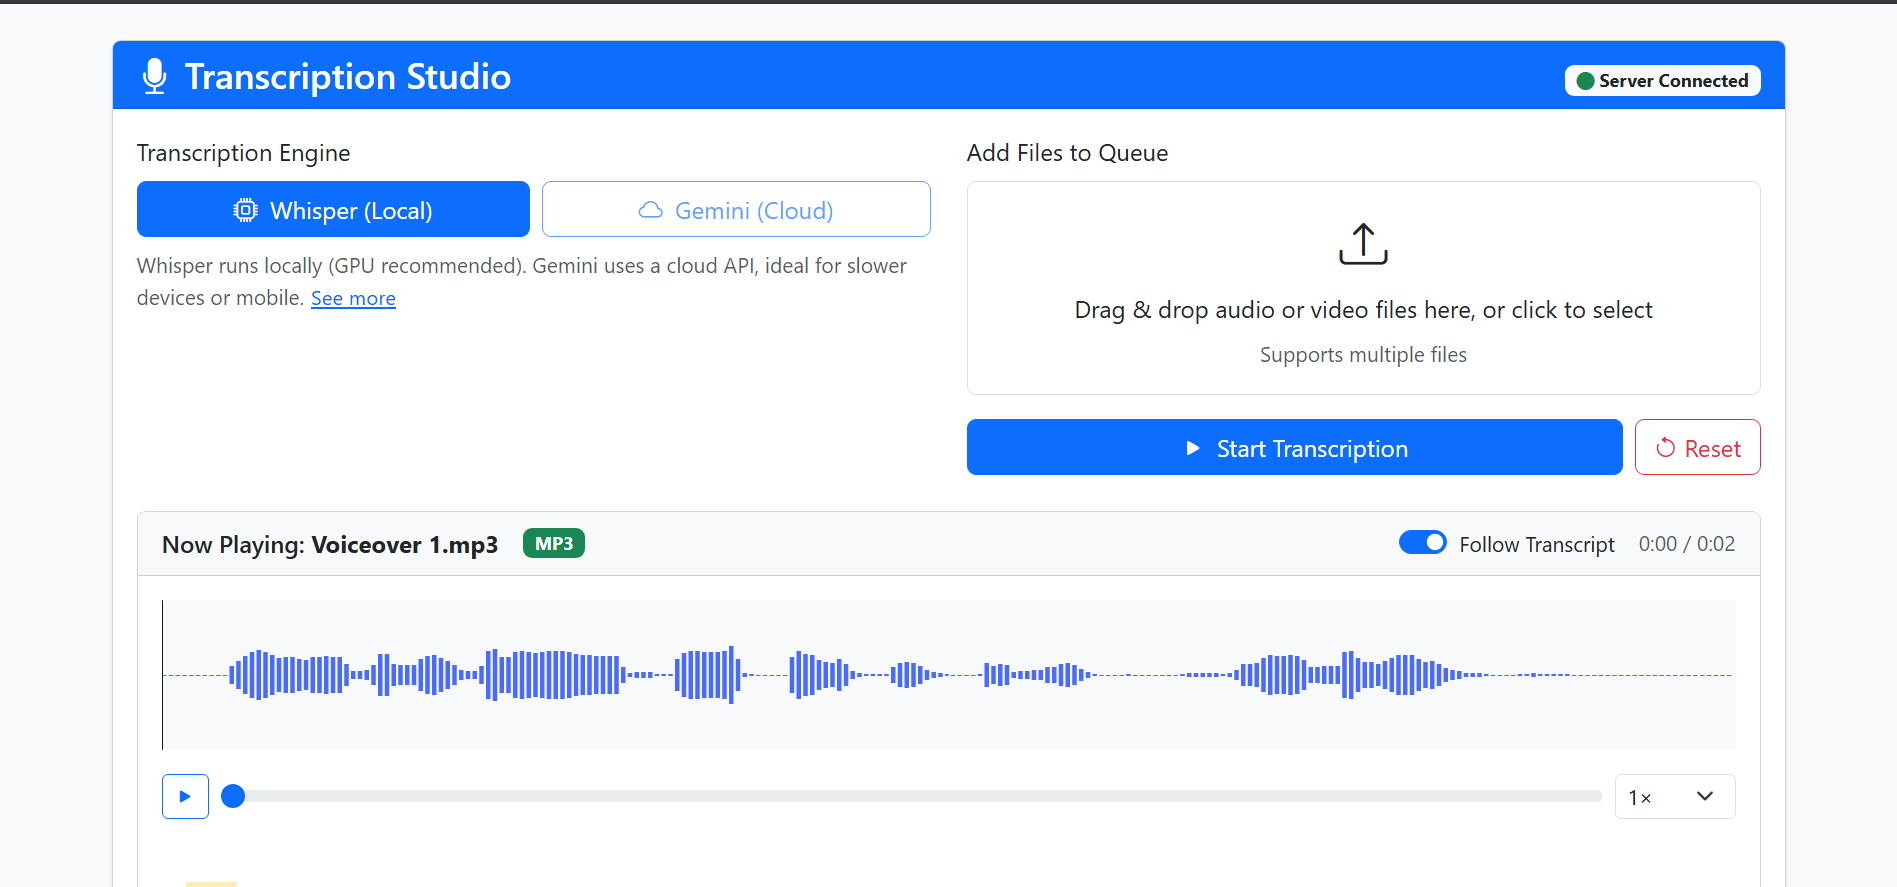 Transcription Studio
Server Connected
Transcription Engine
Whisper (Local)
Gemini (Cloud)
Whisper runs locally (GPU recommended). Gemini uses a cloud API, ideal for slower
devices or mobile. See more
Add Files to Queue
Drag & drop audio or video files here, or click to select
Supports multiple files
Start Transcription
Reset
Now Playing: Voiceover 1.mp3 MP3
Follow Transcript 0:00 / 0:02
1×